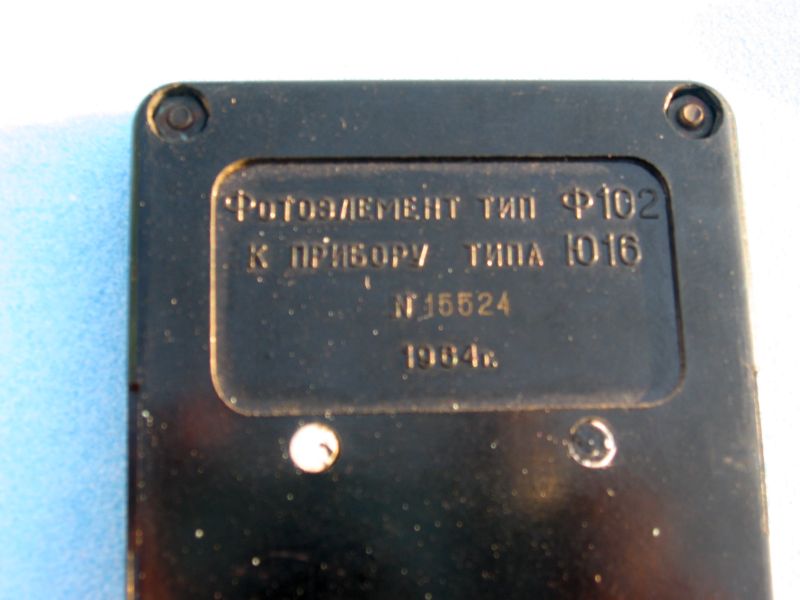 Фотоэлемент тип Ф102
к прибору типа Ю16
№15524
1964г.